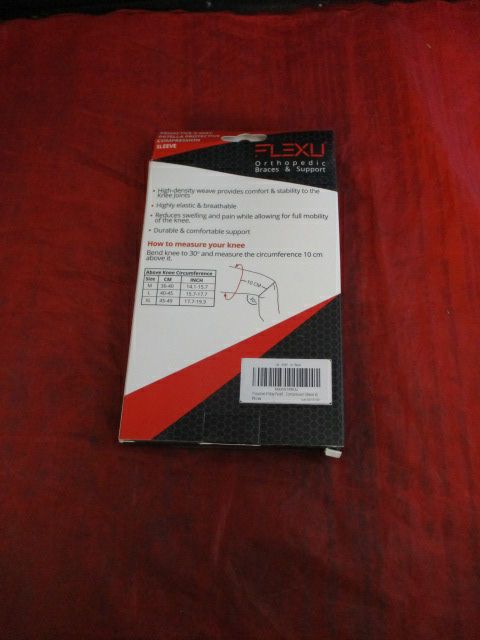 PATELLA PROTECTIVE
COMPRESSION
SLEEVE
FLEXU
Orthopedic
Braces & Support
• High-density weave provides comfort & stability to the
Knee Joints
• Highly elastic & breathable
• Reduces swelling and pain while allowing for full mobility
of the knee.
• Durable & comfortable support
How to measure your knee
Bend knee to 30° and measure the circumference 10 cm
above it.
Above Knee Circumference
Size CM INCH
M 36-40 14.1-15.7
L 40-45 15.7-17.7
XL 45-49 17.7-19.3
10 CM